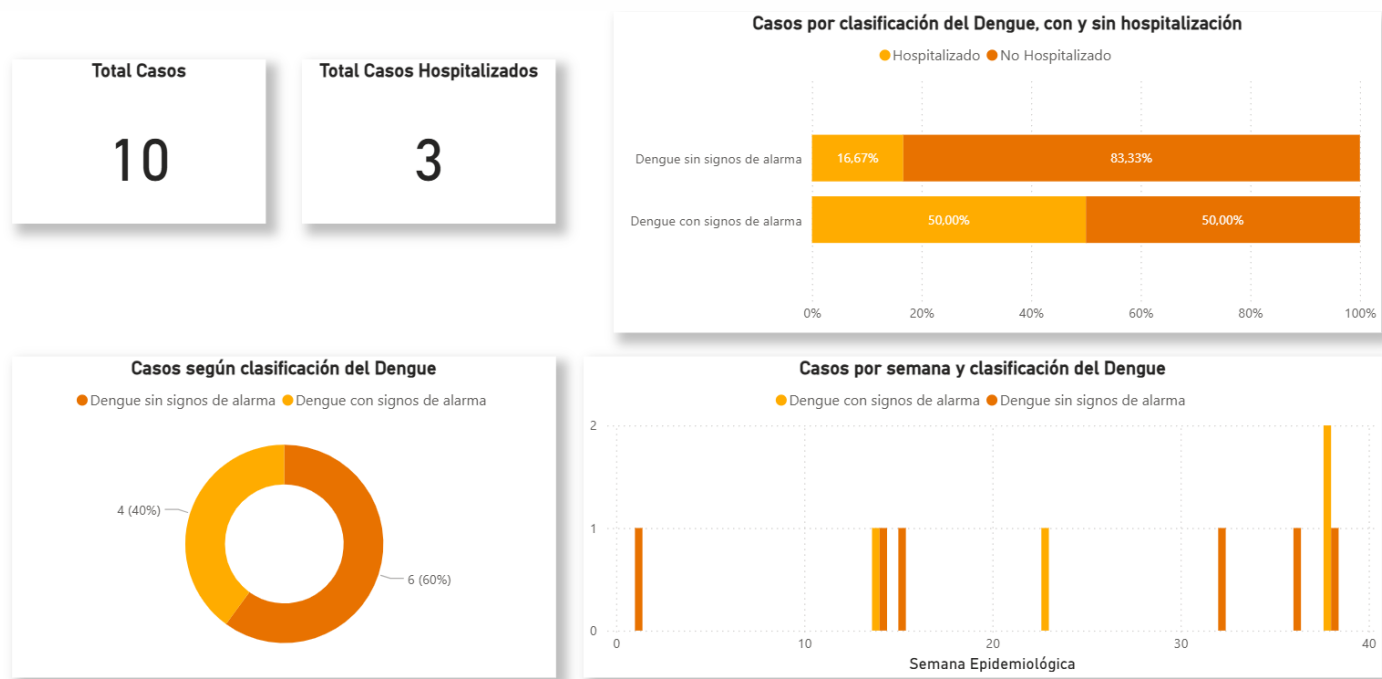 Total Casos
10
Total Casos Hospitalizados
3
Casos por clasificación del Dengue, con y sin hospitalización
Hospitalizado No Hospitalizado
Dengue sin signos de alarma 16,67% 83,33%
Dengue con signos de alarma 50,00% 50,00%
0% 20% 40% 60% 80% 100%
Casos según clasificación del Dengue
Dengue sin signos de alarma Dengue con signos de alarma
4 (40%)
6 (60%)
Casos por semana y clasificación del Dengue
Dengue con signos de alarma Dengue sin signos de alarma
2
1
0
0 10 20 30 40
Semana Epidemiológica